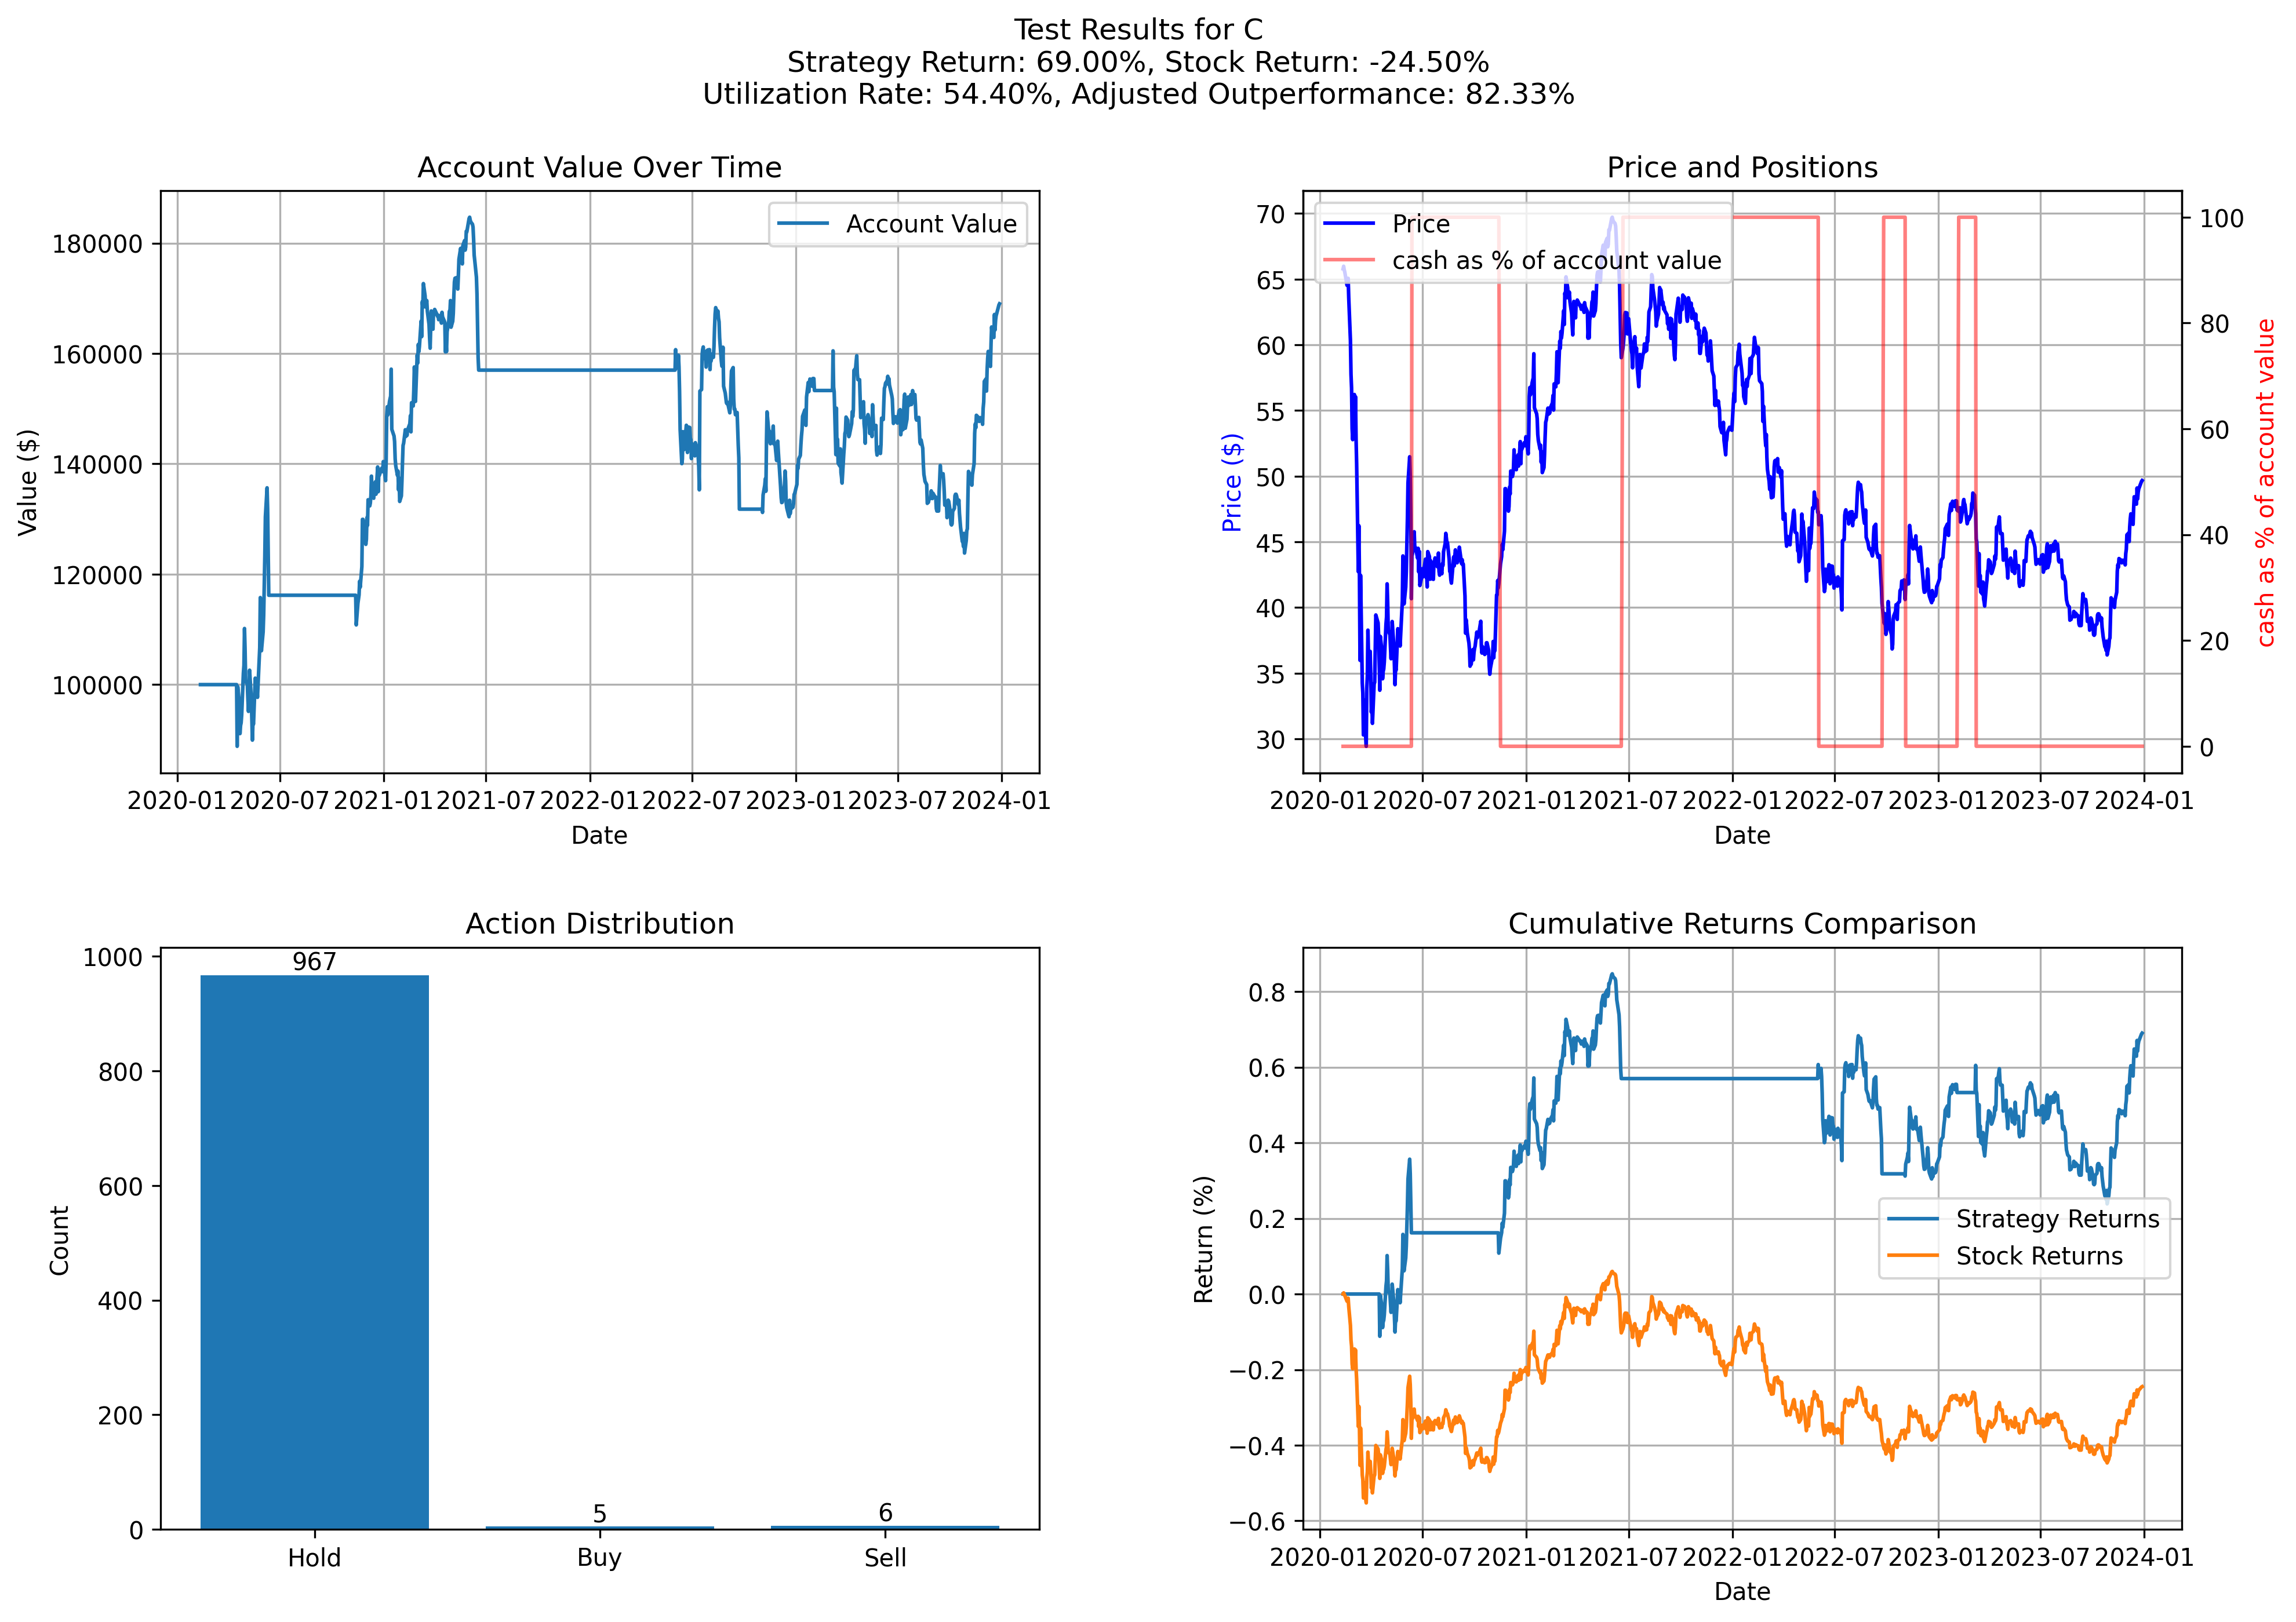 Test Results for C
Strategy Return: 69.00%, Stock Return: -24.50%
Utilization Rate: 54.40%, Adjusted Outperformance: 82.33%
Account Value Over Time
Account Value
180000
160000
140000
120000
100000
Value ($)
2020-01 2020-07 2021-01 2021-07 2022-01 2022-07 2023-01 2023-07 2024-01
Date
Price and Positions
Price
cash as % of account value
70
65
60
55
50
45
40
35
30
Price ($)
100
80
60
40
20
0
cash as % of account value
2020-01 2020-07 2021-01 2021-07 2022-01 2022-07 2023-01 2023-07 2024-01
Date
Action Distribution
1000
800
600
400
200
0
Count
967
5
6
Hold Buy Sell
Cumulative Returns Comparison
0.8
0.6
0.4
0.2
0.0
−0.2
−0.4
−0.6
Return (%)
Strategy Returns
Stock Returns
2020-01 2020-07 2021-01 2021-07 2022-01 2022-07 2023-01 2023-07 2024-01
Date